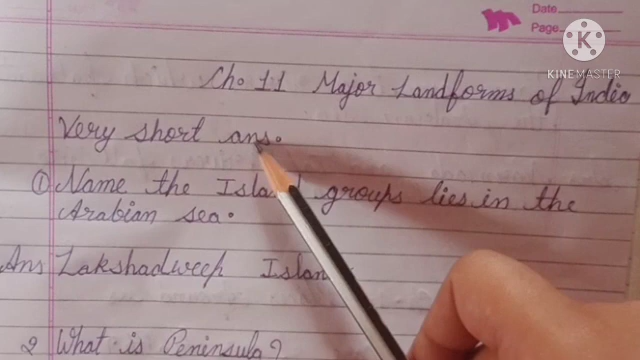 Date
Page
KINEMASTER
Ch. 11 Major Landforms of India
Very short ans.
① Name the Island groups lies in the
Arabian sea.
Ans Lakshadweep Island
2 What is Peninsula?